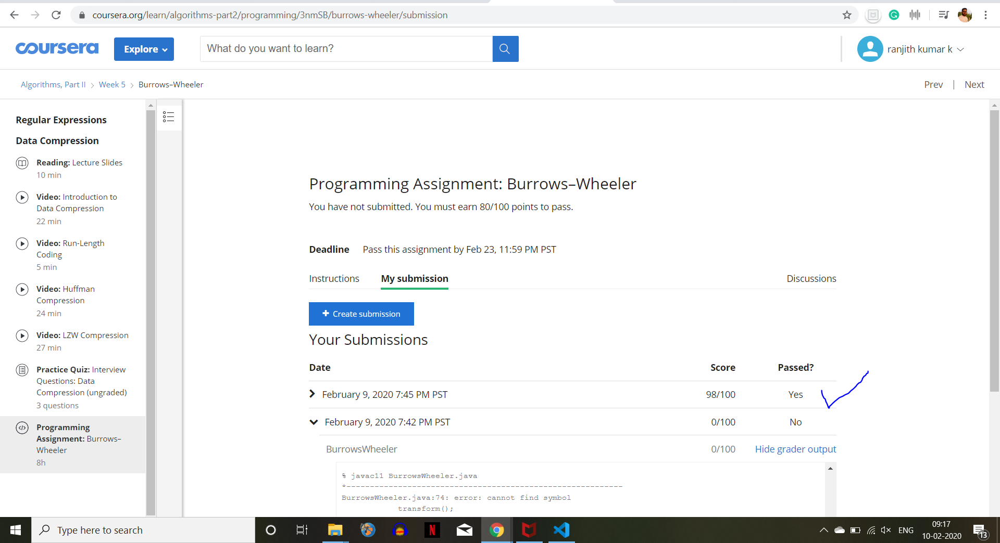 coursera.org/learn/algorithms-part2/programming/3nmSB/burrows-wheeler/submission
coursera
Explore
What do you want to learn?
ranjith kumar k
Algorithms, Part II > Week 5 > Burrows–Wheeler
Prev | Next
Regular Expressions
Data Compression
Reading: Lecture Slides
10 min
Video: Introduction to
Data Compression
22 min
Video: Run-Length
Coding
5 min
Video: Huffman
Compression
24 min
Video: LZW Compression
27 min
Practice Quiz: Interview
Questions: Data
Compression (ungraded)
3 questions
Programming
Assignment: Burrows–
Wheeler
8h
Programming Assignment: Burrows–Wheeler
You have not submitted. You must earn 80/100 points to pass.
Deadline Pass this assignment by Feb 23, 11:59 PM PST
Instructions My submission Discussions
+ Create submission
Your Submissions
Date Score Passed?
February 9, 2020 7:45 PM PST 98/100 Yes
February 9, 2020 7:42 PM PST 0/100 No
BurrowsWheeler 0/100 Hide grader output
% javac11 BurrowsWheeler.java
*-----------------------------------------------------------
BurrowsWheeler.java:74: error: cannot find symbol
transform();
Type here to search
N
ENG
09:17
10-02-2020
13